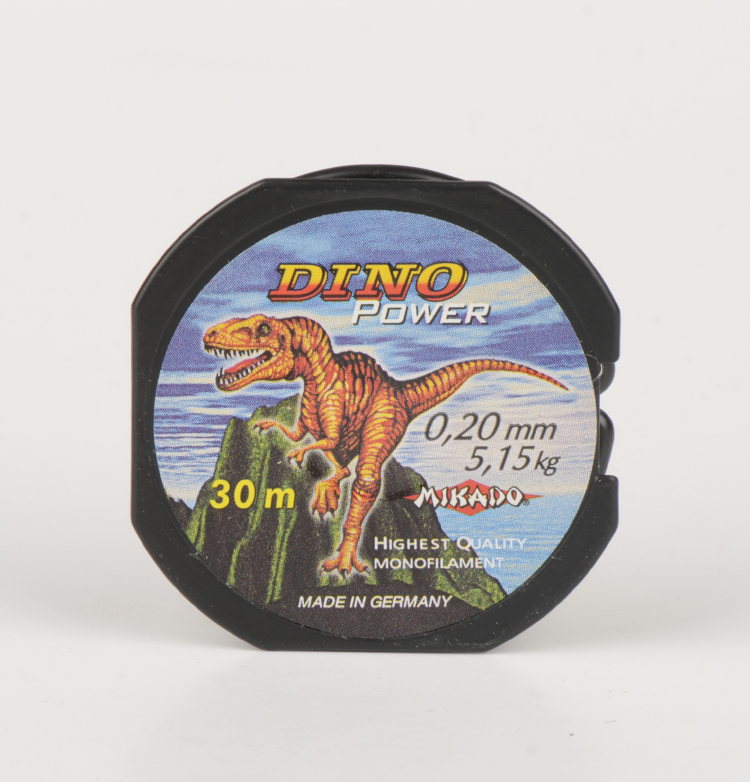 DINO
POWER
0,20 mm
5,15 kg
30 m
MIKADO®
HIGHEST QUALITY
MONOFILAMENT
MADE IN GERMANY